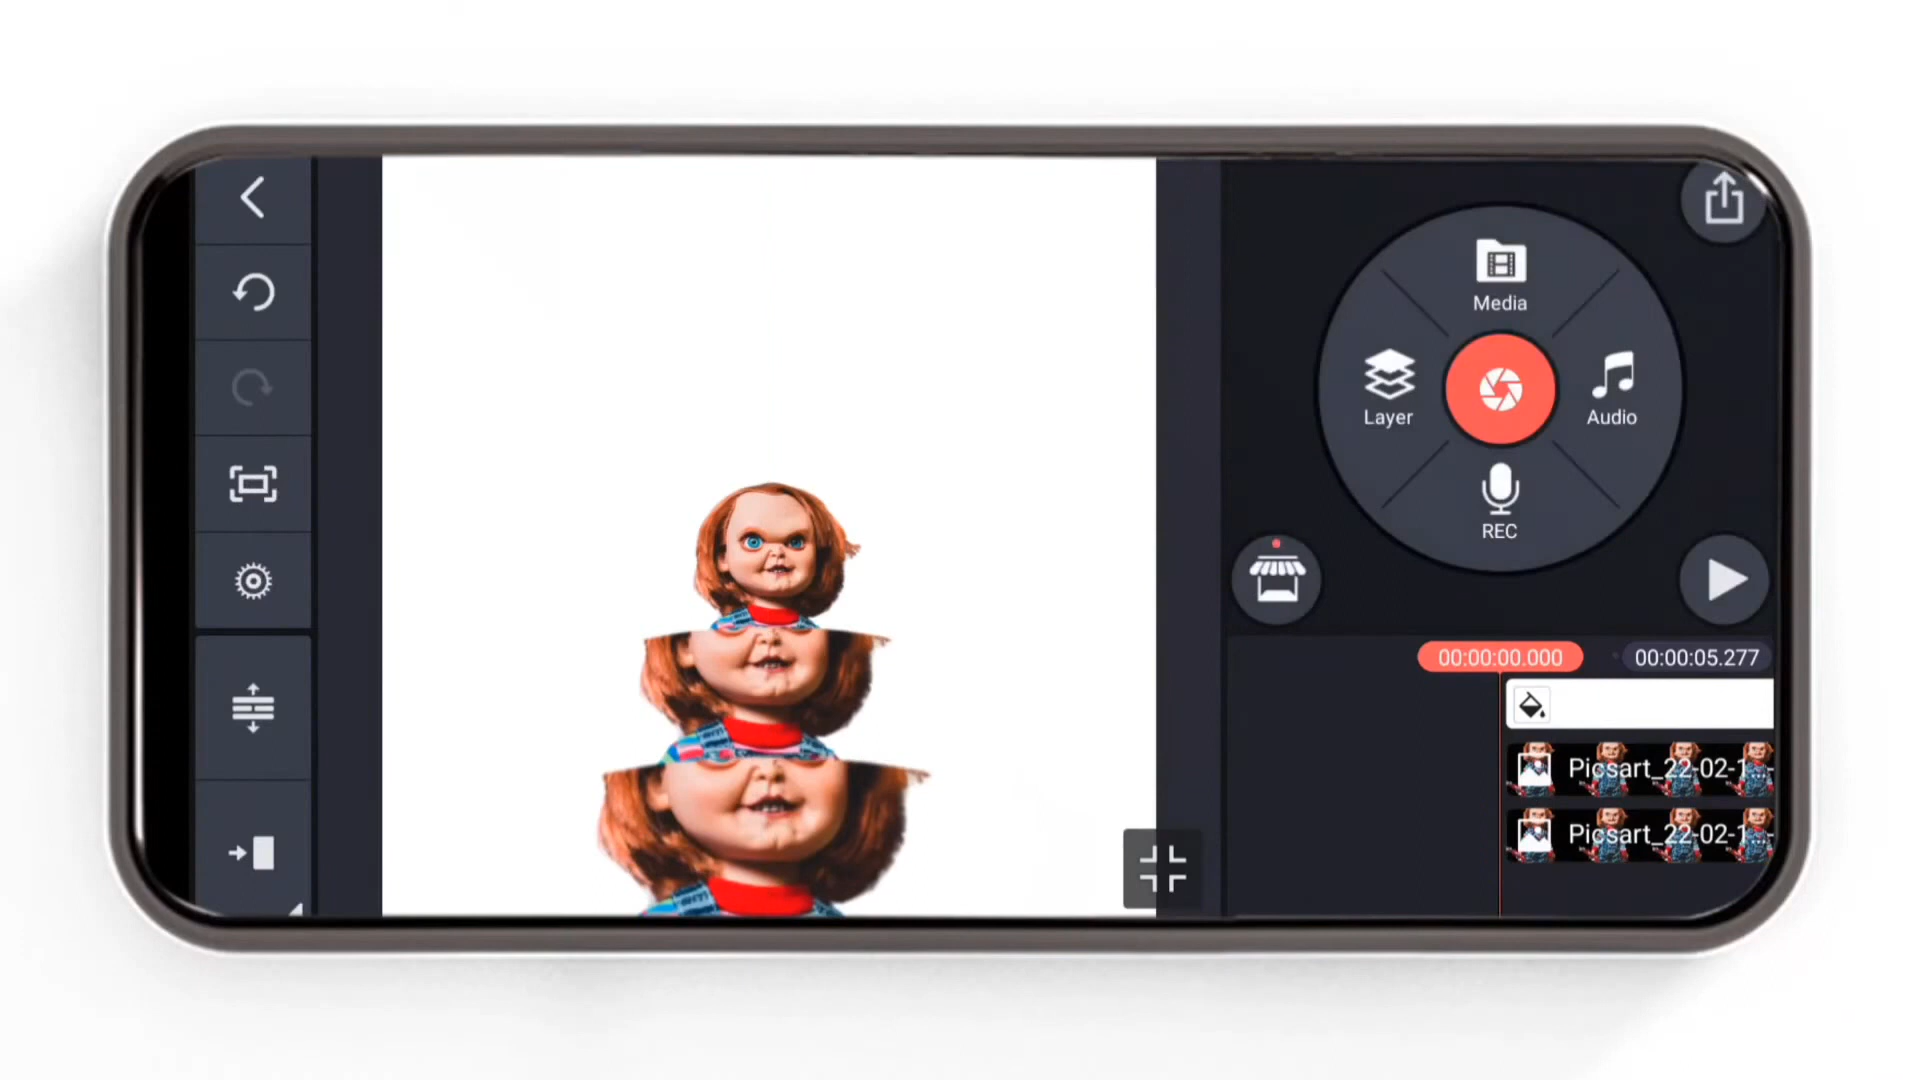 Media
Layer
Audio
REC
00:00:00.000
00:00:05.277
Picsart_22-02-1...
Picsart_22-02-1...